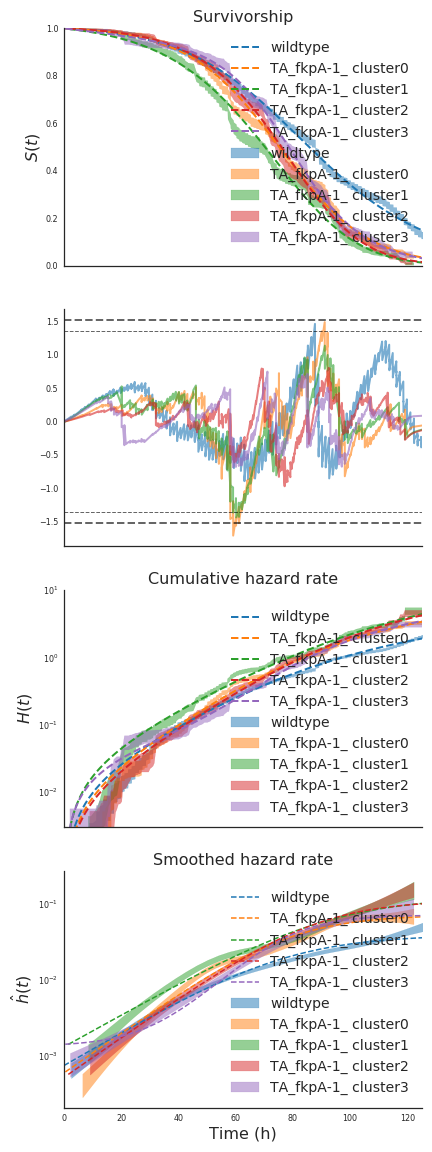 Survivorship
1.0
0.8
0.6
0.4
0.2
0.0
S(t)
wildtype
TA_fkpA-1_ cluster0
TA_fkpA-1_ cluster1
TA_fkpA-1_ cluster2
TA_fkpA-1_ cluster3
wildtype
TA_fkpA-1_ cluster0
TA_fkpA-1_ cluster1
TA_fkpA-1_ cluster2
TA_fkpA-1_ cluster3
1.5
1.0
0.5
0.0
−0.5
−1.0
−1.5
Cumulative hazard rate
10¹
10⁰
10⁻¹
10⁻²
H(t)
wildtype
TA_fkpA-1_ cluster0
TA_fkpA-1_ cluster1
TA_fkpA-1_ cluster2
TA_fkpA-1_ cluster3
wildtype
TA_fkpA-1_ cluster0
TA_fkpA-1_ cluster1
TA_fkpA-1_ cluster2
TA_fkpA-1_ cluster3
Smoothed hazard rate
10⁻¹
10⁻²
10⁻³
ĥ(t)
wildtype
TA_fkpA-1_ cluster0
TA_fkpA-1_ cluster1
TA_fkpA-1_ cluster2
TA_fkpA-1_ cluster3
wildtype
TA_fkpA-1_ cluster0
TA_fkpA-1_ cluster1
TA_fkpA-1_ cluster2
TA_fkpA-1_ cluster3
0 20 40 60 80 100 120
Time (h)